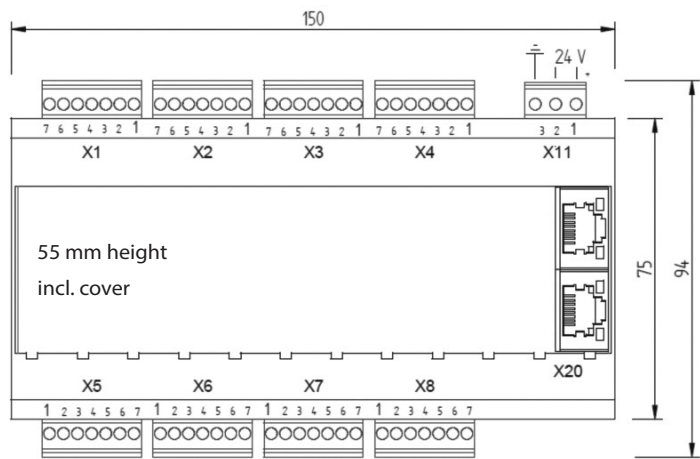 150
24 V
+
7 6 5 4 3 2 1 7 6 5 4 3 2 1 7 6 5 4 3 2 1 7 6 5 4 3 2 1 3 2 1
X1 X2 X3 X4 X11
55 mm height
incl. cover
75
94
X20
X5 X6 X7 X8
1 2 3 4 5 6 7 1 2 3 4 5 6 7 1 2 3 4 5 6 7 1 2 3 4 5 6 7